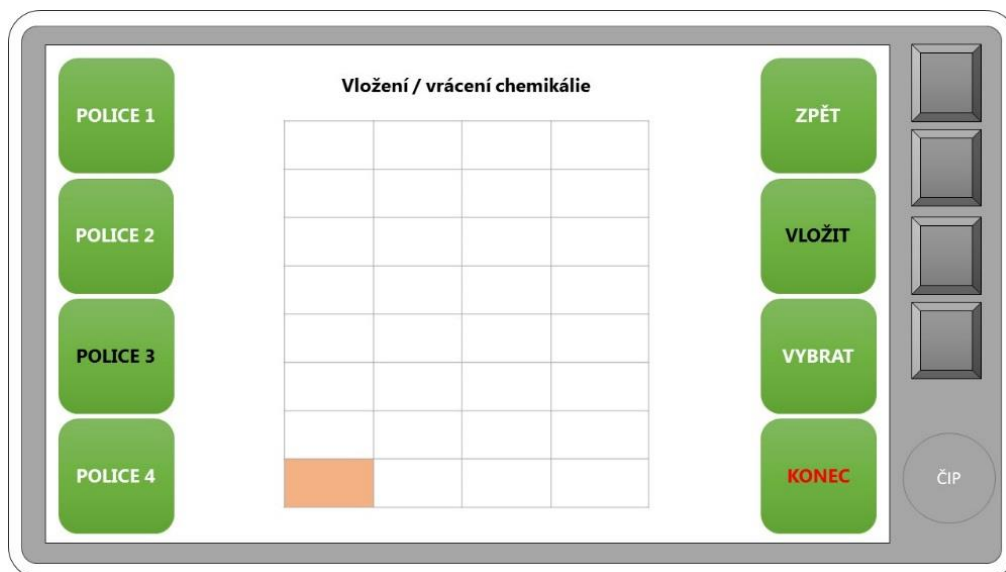 Vložení / vrácení chemikálie
POLICE 1
POLICE 2
POLICE 3
POLICE 4
ZPĚT
VLOŽIT
VYBRAT
KONEC
ČIP